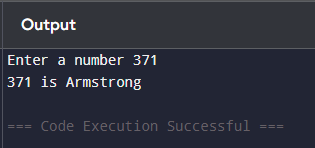 Output
Enter a number 371
371 is Armstrong
=== Code Execution Successful ===